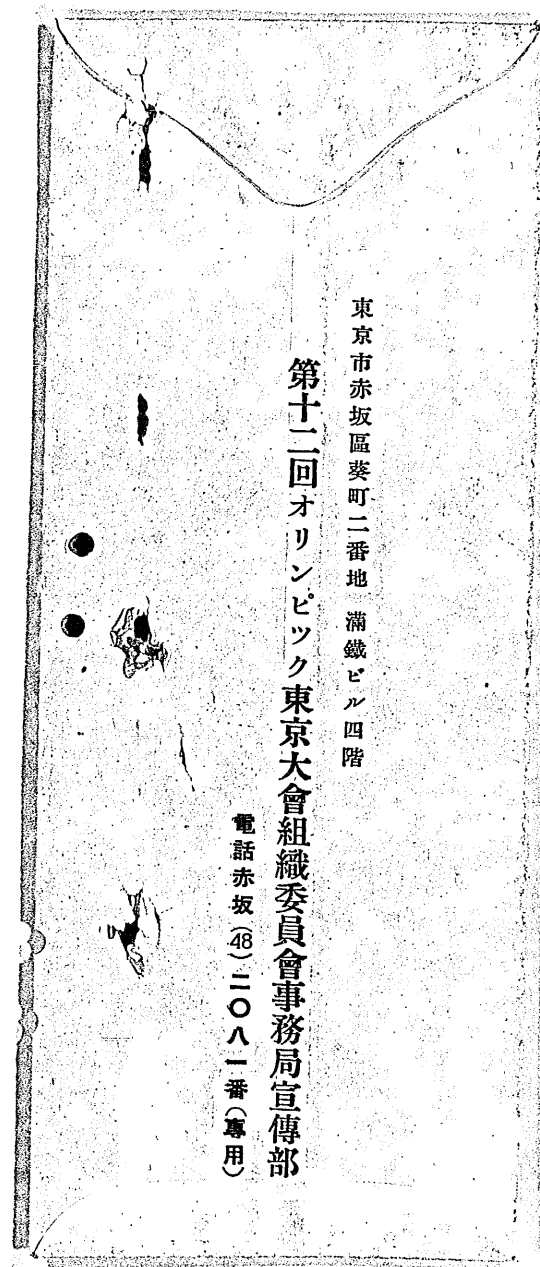 東京市赤坂區葵町二番地 滿鐵ビル四階
第十二回オリンピツク東京大會組織委員會事務局宣傳部
電話赤坂(48)二〇八一番(專用)